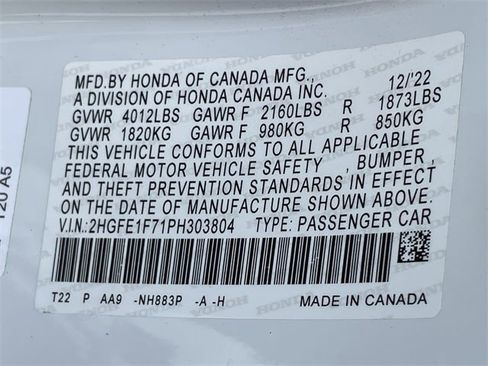 MFD.BY HONDA OF CANADA MFG., 12/'22
A DIVISION OF HONDA CANADA INC.
GVWR 4012LBS GAWR F 2160LBS R 1873LBS
GVWR 1820KG GAWR F 980KG R 850KG
THIS VEHICLE CONFORMS TO ALL APPLICABLE
FEDERAL MOTOR VEHICLE SAFETY , BUMPER,
AND THEFT PREVENTION STANDARDS IN EFFECT
ON THE DATE OF MANUFACTURE SHOWN ABOVE.
V.I.N.:2HGFE1F71PH303804 TYPE: PASSENGER CAR
T22 P AA9 -NH883P -A -H MADE IN CANADA
120 A5